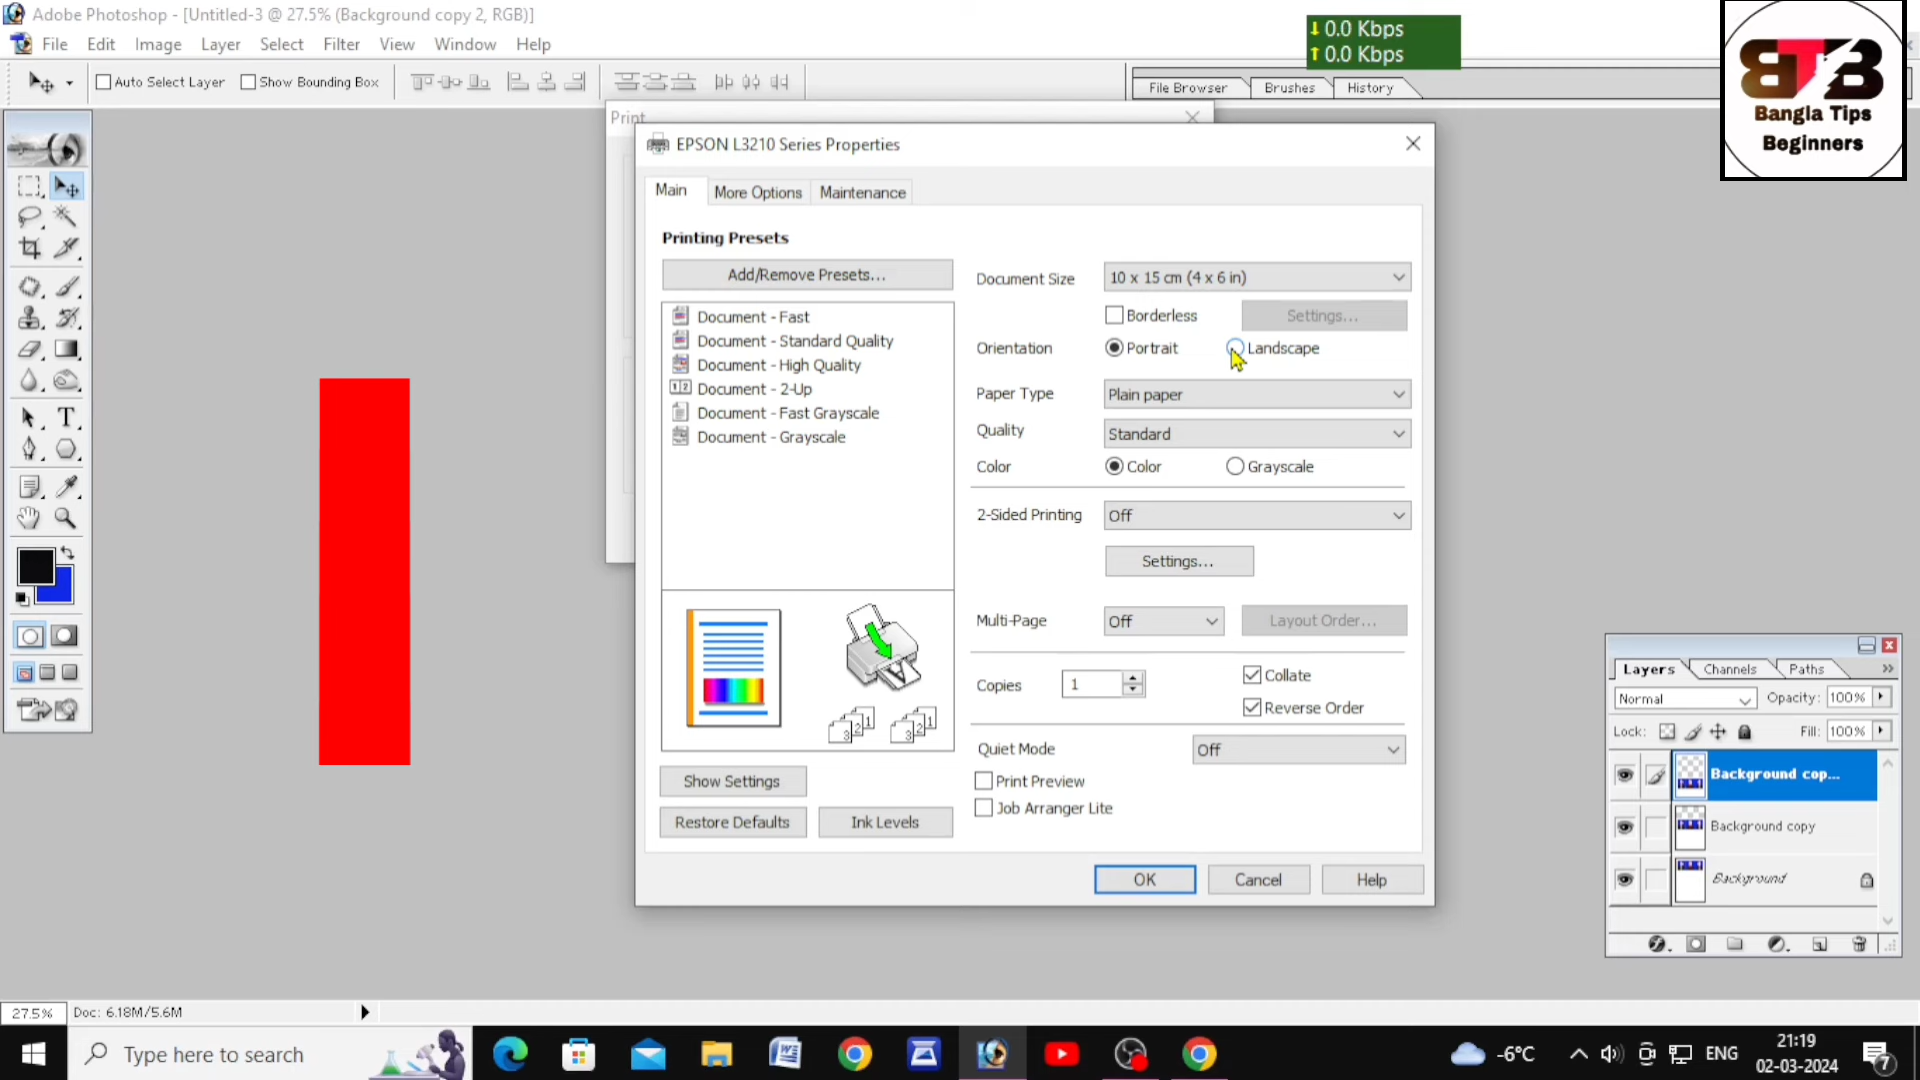 Adobe Photoshop - [Untitled-3 @ 27.5% (Background copy 2, RGB)]
File Edit Image Layer Select Filter View Window Help
0.0 Kbps
0.0 Kbps
Auto Select Layer Show Bounding Box
File Browser Brushes History
BTB
Bangla Tips
Beginners
Print
EPSON L3210 Series Properties
Main More Options Maintenance
Printing Presets
Add/Remove Presets...
Document - Fast
Document - Standard Quality
Document - High Quality
Document - 2-Up
Document - Fast Grayscale
Document - Grayscale
Document Size 10 x 15 cm (4 x 6 in)
Borderless Settings...
Orientation Portrait Landscape
Paper Type Plain paper
Quality Standard
Color Color Grayscale
2-Sided Printing Off
Settings...
Multi-Page Off Layout Order...
Copies 1 Collate
Reverse Order
Quiet Mode Off
Print Preview
Job Arranger Lite
Show Settings
Restore Defaults Ink Levels
OK Cancel Help
Layers Channels Paths
Normal Opacity: 100%
Lock: Fill: 100%
Background cop...
Background copy
Background
27.5% Doc: 6.18M/5.6M
Type here to search
-6°C
ENG
21:19
02-03-2024
7